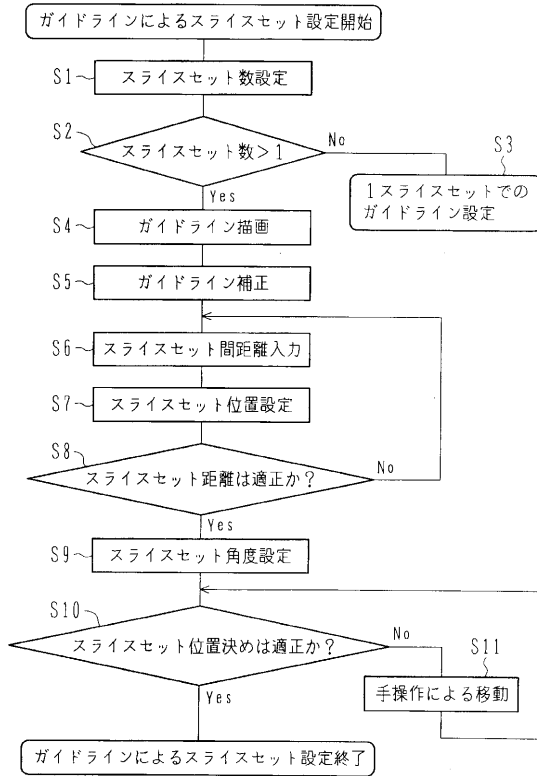 ガイドラインによるスライスセット設定開始
S1
スライスセット数設定
S2
スライスセット数>1
No
S3
1スライスセットでの
ガイドライン設定
Yes
S4
ガイドライン描画
S5
ガイドライン補正
S6
スライスセット間距離入力
S7
スライスセット位置設定
S8
スライスセット距離は適正か?
No
Yes
S9
スライスセット角度設定
S10
スライスセット位置決めは適正か?
No
S11
手操作による移動
Yes
ガイドラインによるスライスセット設定終了